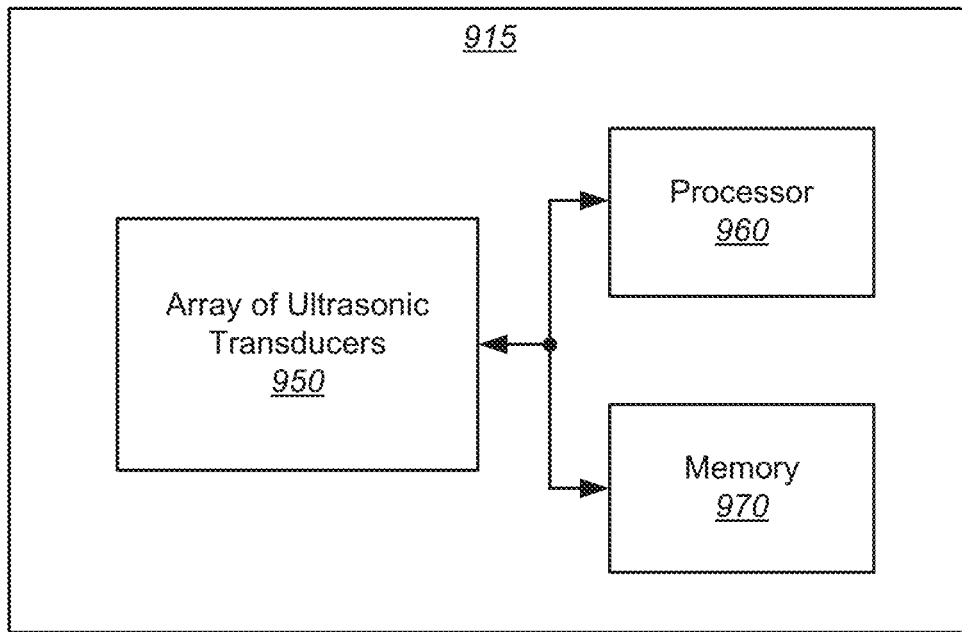 915
Processor
960
Array of Ultrasonic
Transducers
950
Memory
970